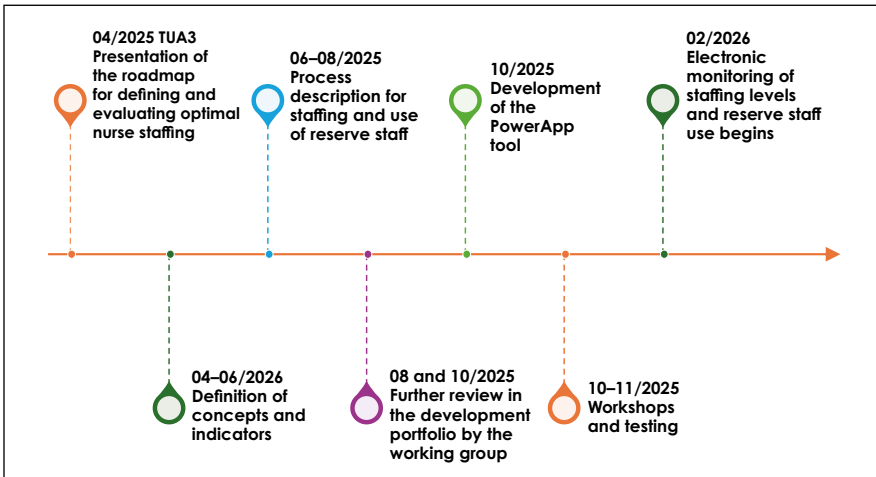 04/2025 TUA3
Presentation of
the roadmap
for defining and
evaluating optimal
nurse staffing
06–08/2025
Process
description for
staffing and use
of reserve staff
10/2025
Development
of the
PowerApp
tool
02/2026
Electronic
monitoring of
staffing levels
and reserve staff
use begins
04–06/2026
Definition of
concepts and
indicators
08 and 10/2025
Further review in
the development
portfolio by the
working group
10–11/2025
Workshops
and testing